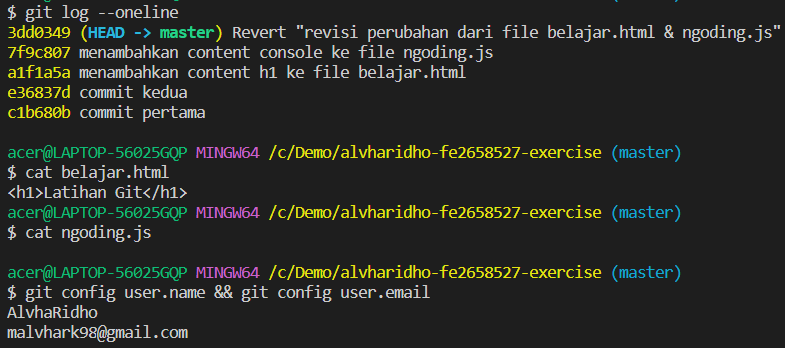 $ git log --oneline
3dd0349 (HEAD -> master) Revert "revisi perubahan dari file belajar.html & ngoding.js"
7f9c807 menambahkan content console ke file ngoding.js
a1f1a5a menambahkan content h1 ke file belajar.html
e36837d commit kedua
c1b680b commit pertama
acer@LAPTOP-56025GQP MINGW64 /c/Demo/alvharidho-fe2658527-exercise (master)
$ cat belajar.html
<h1>Latihan Git</h1>
acer@LAPTOP-56025GQP MINGW64 /c/Demo/alvharidho-fe2658527-exercise (master)
$ cat ngoding.js
acer@LAPTOP-56025GQP MINGW64 /c/Demo/alvharidho-fe2658527-exercise (master)
$ git config user.name && git config user.email
AlvhaRidho
malvhark98@gmail.com